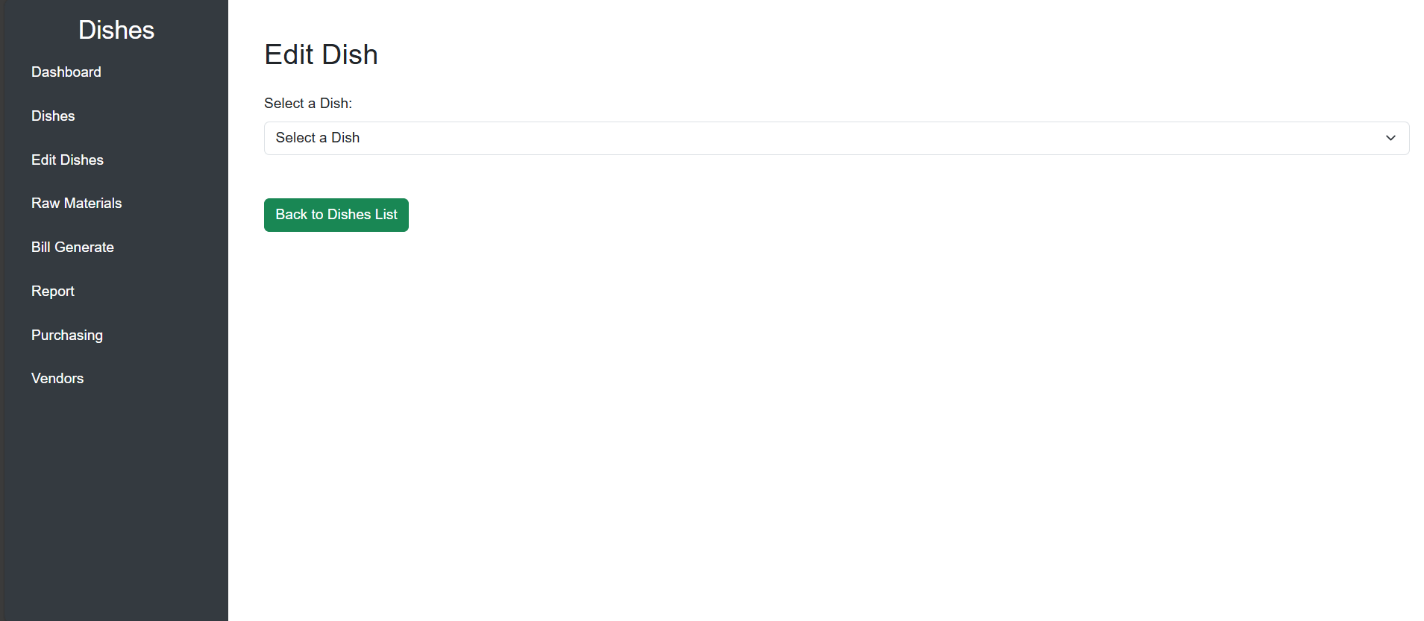 Dishes
Dashboard
Dishes
Edit Dishes
Raw Materials
Bill Generate
Report
Purchasing
Vendors
Edit Dish
Select a Dish:
Select a Dish
Back to Dishes List